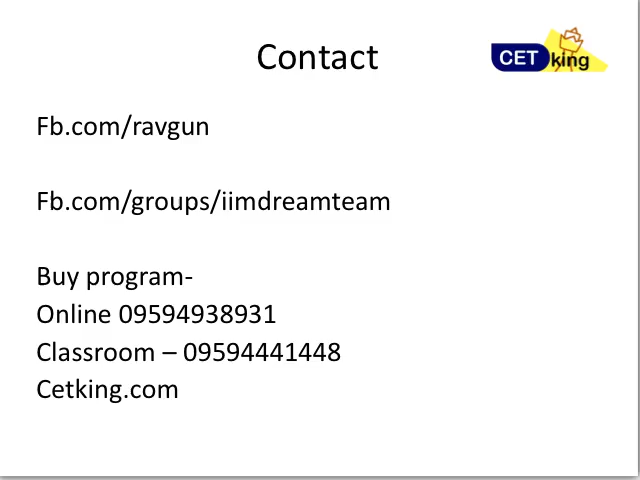 Contact
CET king
Fb.com/ravgun
Fb.com/groups/iimdreamteam
Buy program-
Online 09594938931
Classroom – 09594441448
Cetking.com